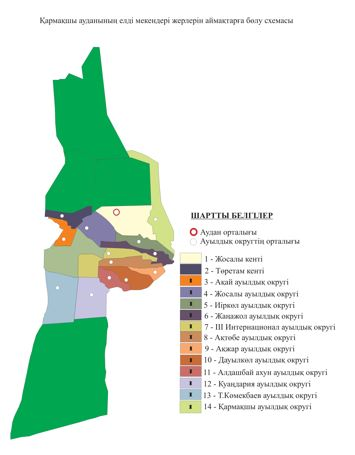 Қармақшы ауданының елді мекендері жерлерін аймақтарға бөлу схемасы
ШАРТТЫ БЕЛГІЛЕР
Аудан орталығы
Ауылдық округтің орталығы
1 - Жосалы кенті
2 - Төретам кенті
3 - Ақай ауылдық округі
4 - Жосалы ауылдық округі
5 - Иркөл ауылдық округі
6 - Жанажол ауылдық округі
7 - III Интернационал ауылдық округі
8 - Ақтөбе ауылдық округі
9 - Ақжар ауылдық округі
10 - Дауылкөл ауылдық округі
11 - Алдашбай ахун ауылдық округі
12 - Куаңдария ауылдық округі
13 - Т.Көмекбаев ауылдық округі
14 - Қармақшы ауылдық округі